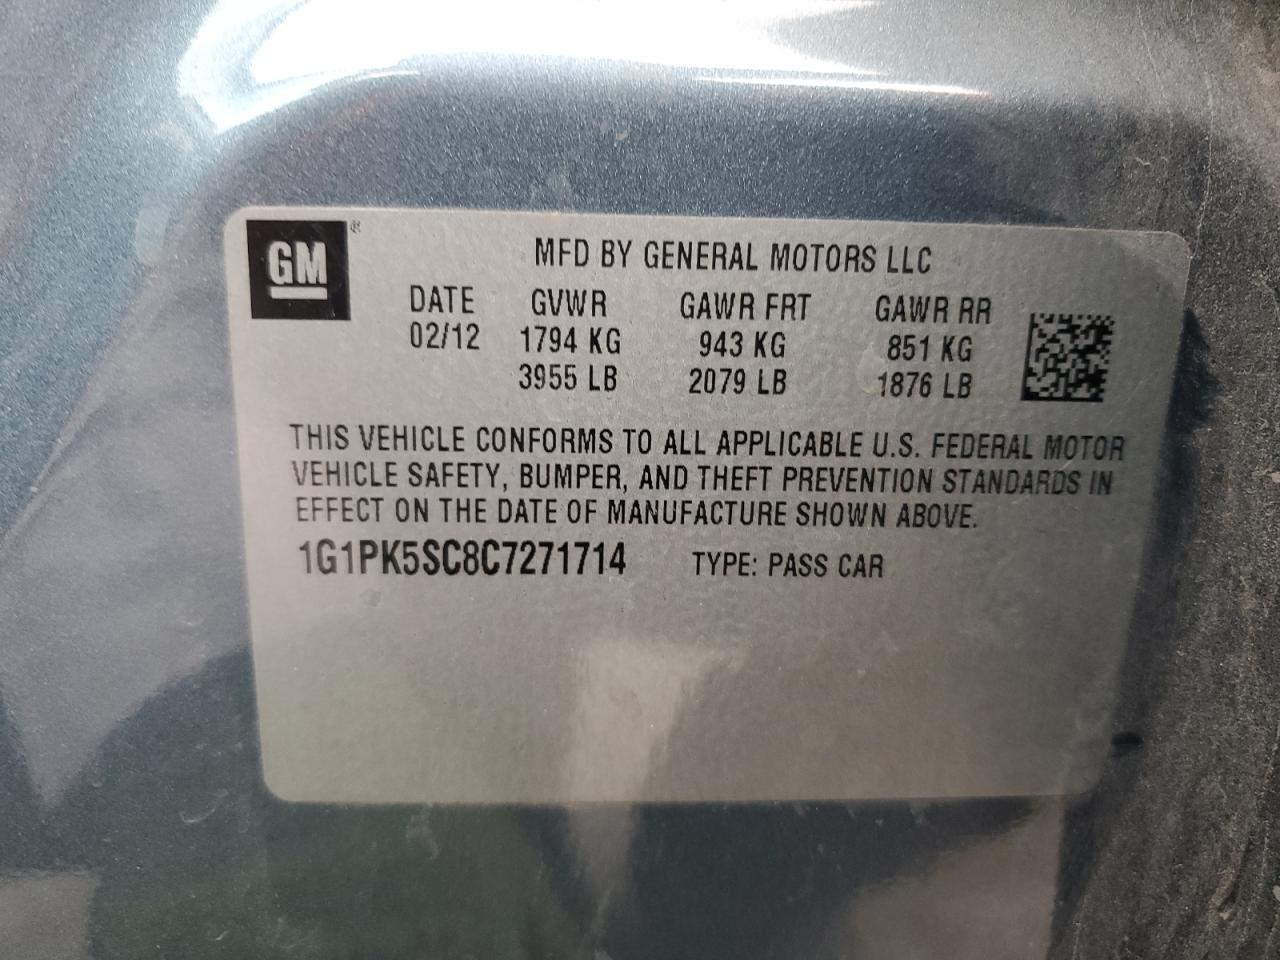 GM®
MFD BY GENERAL MOTORS LLC
DATE GVWR GAWR FRT GAWR RR
02/12 1794 KG 943 KG 851 KG
3955 LB 2079 LB 1876 LB
THIS VEHICLE CONFORMS TO ALL APPLICABLE U.S. FEDERAL MOTOR
VEHICLE SAFETY, BUMPER, AND THEFT PREVENTION STANDARDS IN
EFFECT ON THE DATE OF MANUFACTURE SHOWN ABOVE.
1G1PK5SC8C7271714 TYPE: PASS CAR